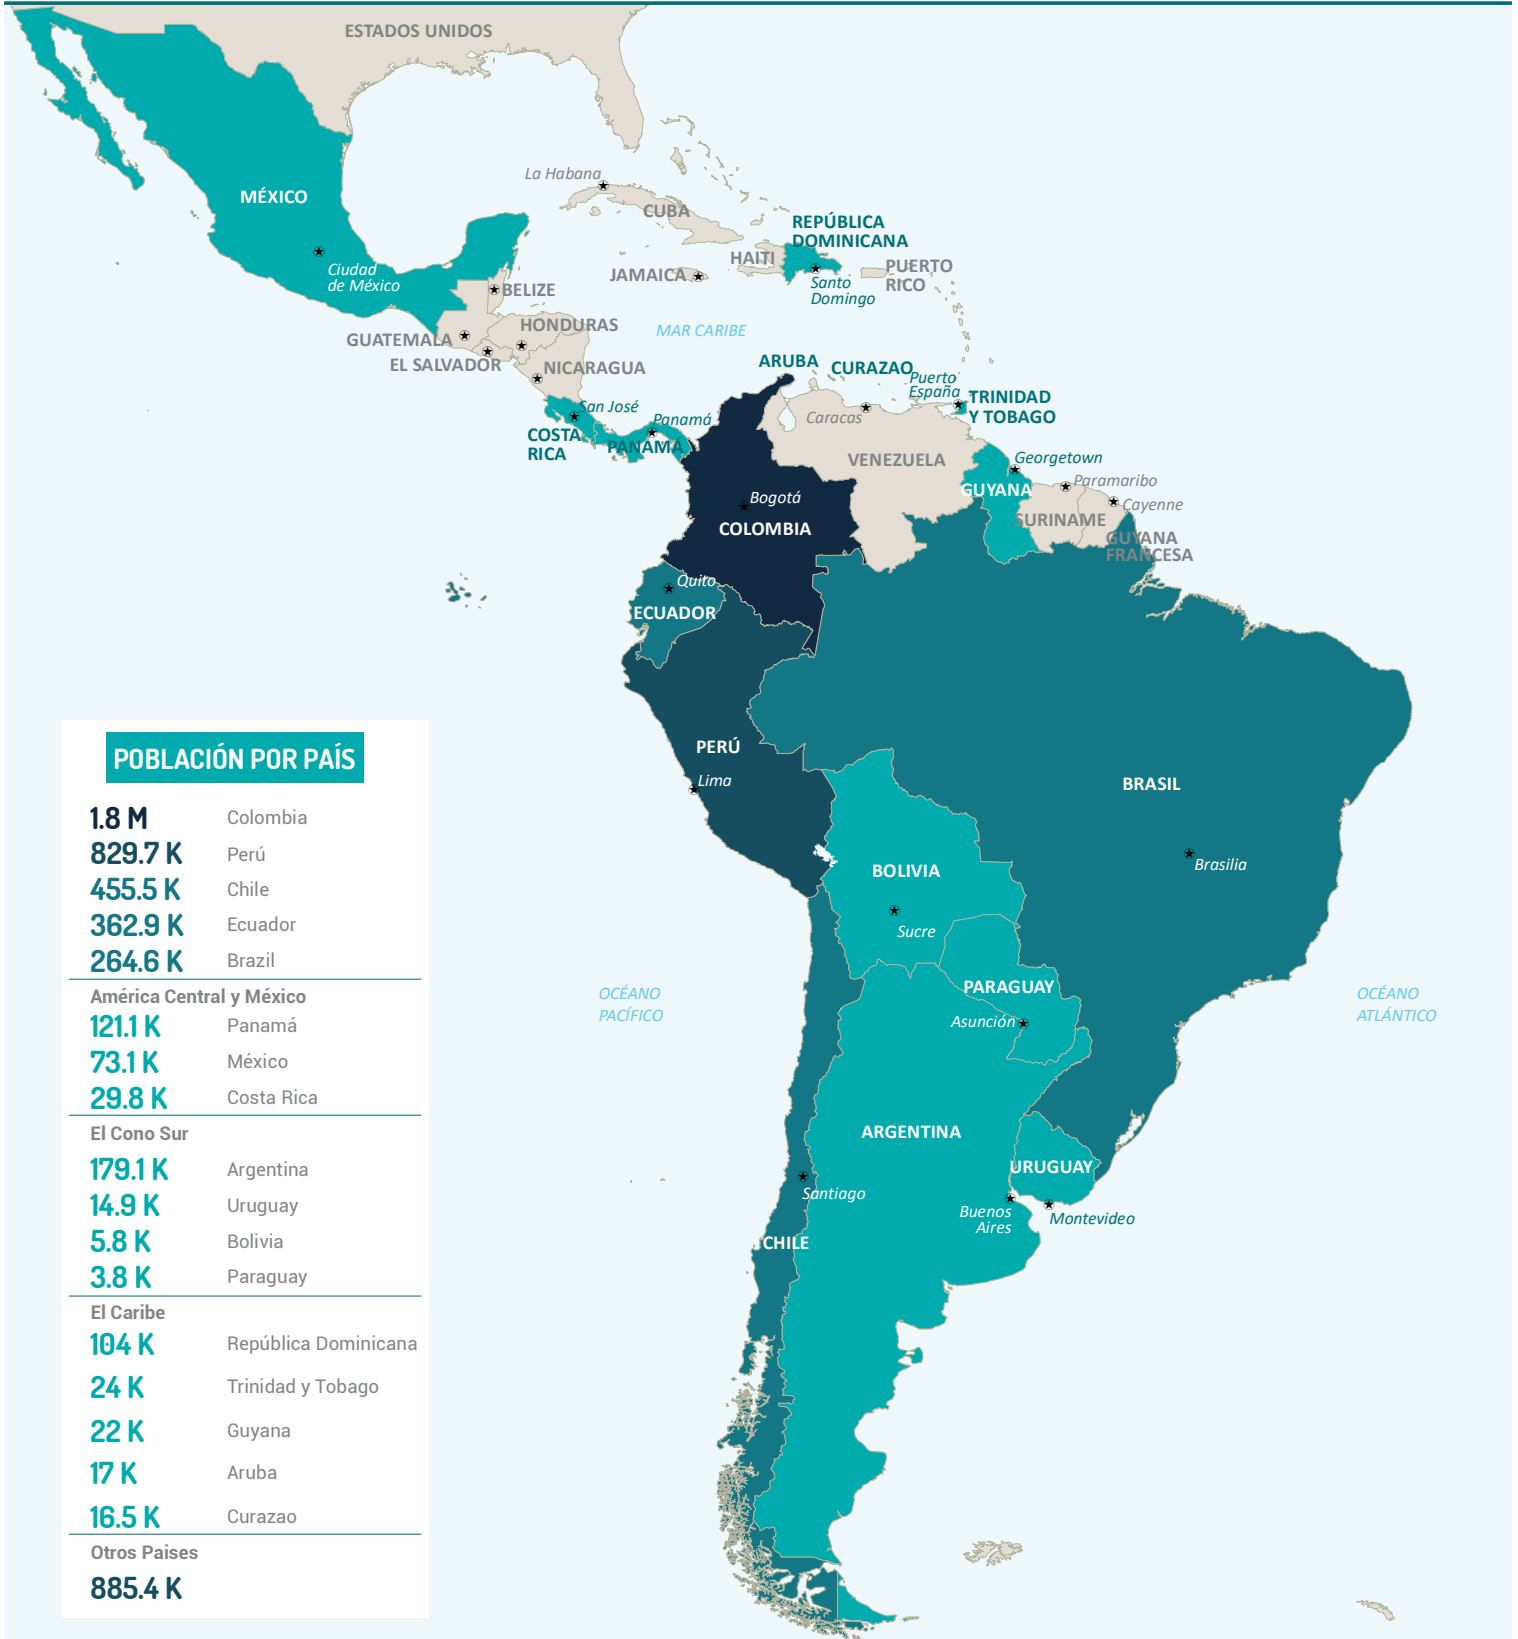 ESTADOS UNIDOS
La Habana
MÉXICO
CUBA
REPÚBLICA
DOMINICANA
HAITI
JAMAICA
PUERTO
RICO
Ciudad
de México
Santo
Domingo
BELIZE
HONDURAS
MAR CARIBE
GUATEMALA
EL SALVADOR
NICARAGUA
ARUBA
CURAZAO
Puerto
España
TRINIDAD
Y TOBAGO
San José
Panamá
Caracas
COSTA
RICA
PANAMÁ
VENEZUELA
Georgetown
GUYANA
Paramaribo
Cayenne
Bogotá
COLOMBIA
SURINAME
GUYANA
FRANCESA
Quito
ECUADOR
PERÚ
Lima
BRASIL
Brasilia
BOLIVIA
Sucre
OCÉANO
PACÍFICO
PARAGUAY
Asunción
OCÉANO
ATLÁNTICO
ARGENTINA
URUGUAY
Santiago
Buenos
Aires
Montevideo
CHILE
POBLACIÓN POR PAÍS
1.8 M Colombia
829.7 K Perú
455.5 K Chile
362.9 K Ecuador
264.6 K Brazil
América Central y México
121.1 K Panamá
73.1 K México
29.8 K Costa Rica
El Cono Sur
179.1 K Argentina
14.9 K Uruguay
5.8 K Bolivia
3.8 K Paraguay
El Caribe
104 K República Dominicana
24 K Trinidad y Tobago
22 K Guyana
17 K Aruba
16.5 K Curazao
Otros Paises
885.4 K